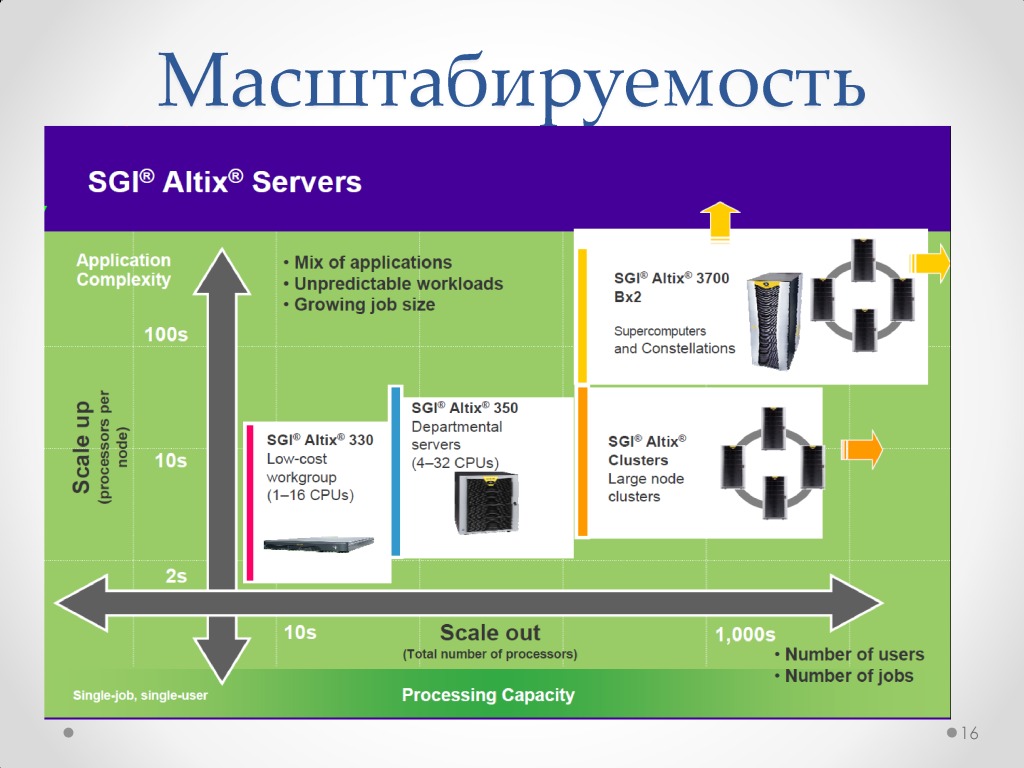 Масштабируемость
SGI® Altix® Servers
Application
Complexity
• Mix of applications
• Unpredictable workloads
• Growing job size
SGI® Altix® 3700
Bx2
Supercomputers
and Constellations
100s
Scale up
(processors per
node)
10s
2s
SGI® Altix® 330
Low-cost
workgroup
(1–16 CPUs)
SGI® Altix® 350
Departmental
servers
(4–32 CPUs)
SGI® Altix®
Clusters
Large node
clusters
10s
Scale out
(Total number of processors)
1,000s
• Number of users
• Number of jobs
Single-job, single-user
Processing Capacity
16